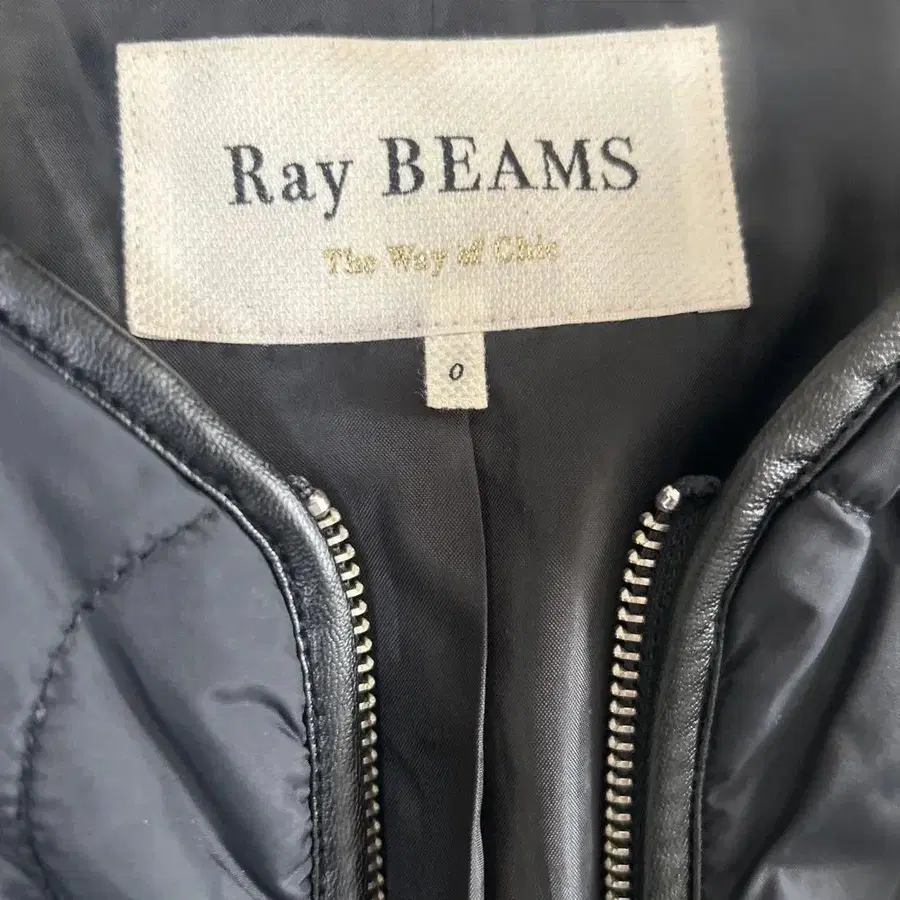 Ray BEAMS
The Way of Chic
0